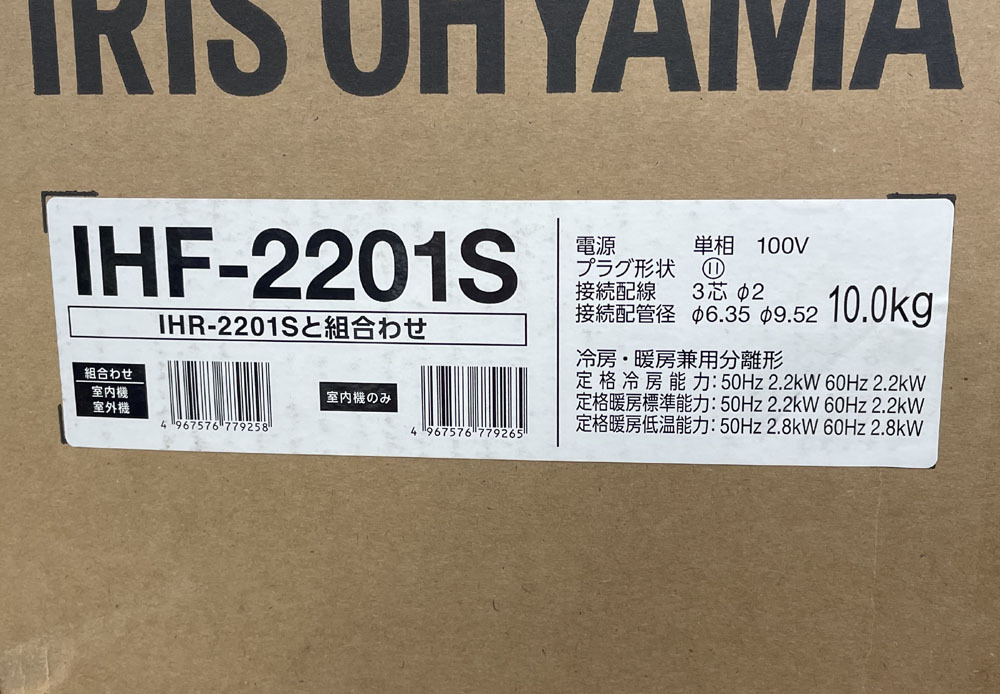 IRIS OHYAMA
IHF-2201S
IHR-2201Sと組合わせ
組合わせ
室内機
室外機
4 967576 779258
室内機のみ
4 967576 779265
電源 単相 100V
プラグ形状
接続配線 3芯 φ2
接続配管径 φ6.35 φ9.52
10.0kg
冷房・暖房兼用分離形
定格冷房能力:50Hz 2.2kW 60Hz 2.2kW
定格暖房標準能力:50Hz 2.2kW 60Hz 2.2kW
定格暖房低温能力:50Hz 2.8kW 60Hz 2.8kW